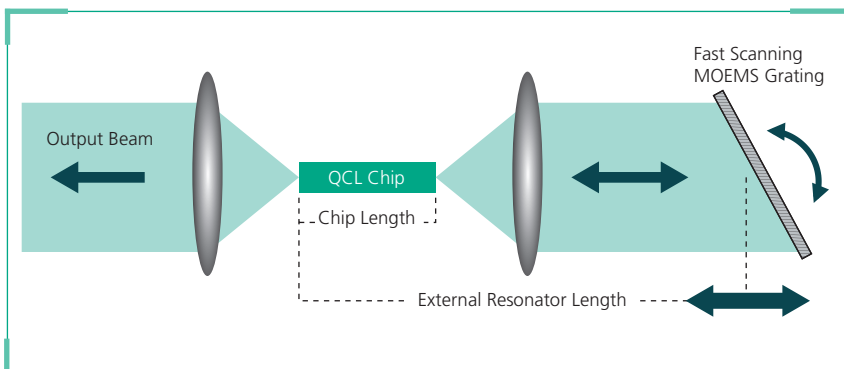 Fast Scanning
MOEMS Grating
Output Beam
QCL Chip
Chip Length
External Resonator Length